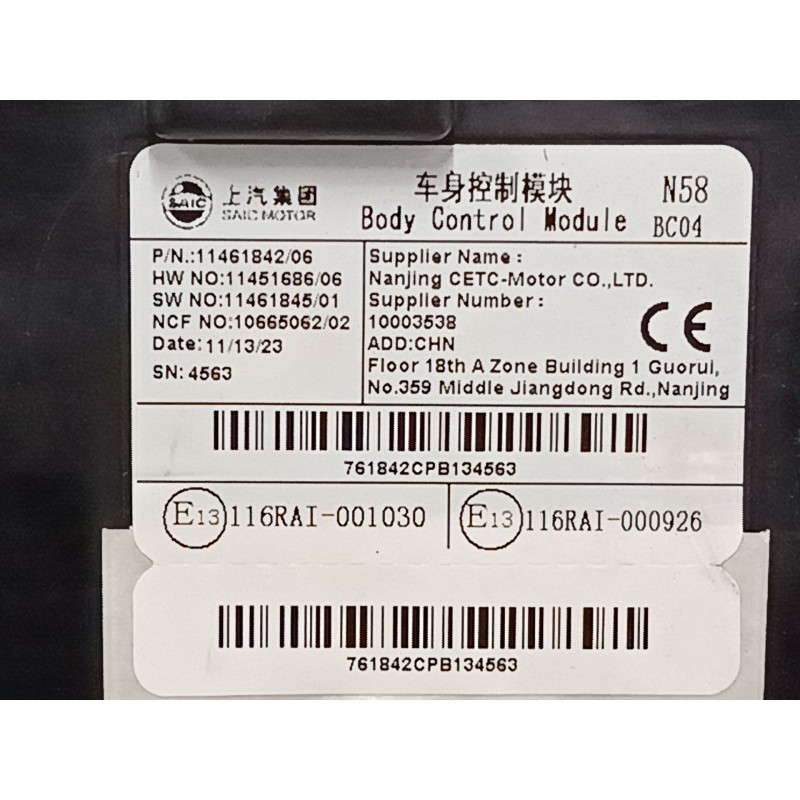 SAIC
上汽集团
SAIC MOTOR
车身控制模块
Body Control Module
N58
BC04
P/N.:11461842/06
HW NO:11451686/06
SW NO:11461845/01
NCF NO:10665062/02
Date:11/13/23
SN: 4563
Supplier Name :
Nanjing CETC-Motor CO.,LTD.
Supplier Number :
10003538
ADD:CHN
Floor 18th A Zone Building 1 Guorui,
No.359 Middle Jiangdong Rd.,Nanjing
CE
761842CPB134563
E13 116RAI-001030
E13 116RAI-000926
761842CPB134563